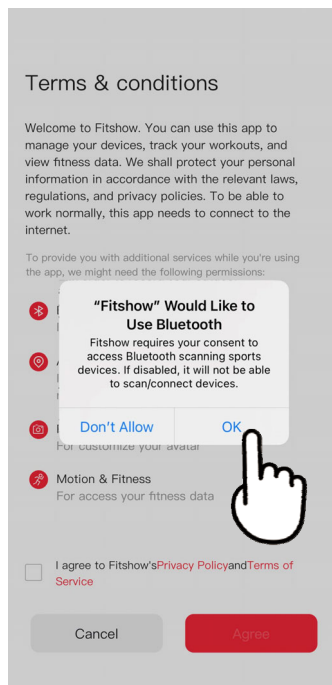 Terms & conditions
Welcome to Fitshow. You can use this app to
manage your devices, track your workouts, and
view fitness data. We shall protect your personal
information in accordance with the relevant laws,
regulations, and privacy policies. To be able to
work normally, this app needs to connect to the
internet.
To provide you with additional services while you're using
the app, we might need the following permissions:
“Fitshow” Would Like to
Use Bluetooth
Fitshow requires your consent to
access Bluetooth scanning sports
devices. If disabled, it will not be able
to scan/connect devices.
Don't Allow
OK
For customize your avatar
Motion & Fitness
For access your fitness data
I agree to Fitshow'sPrivacy PolicyandTerms of
Service
Cancel
Agree